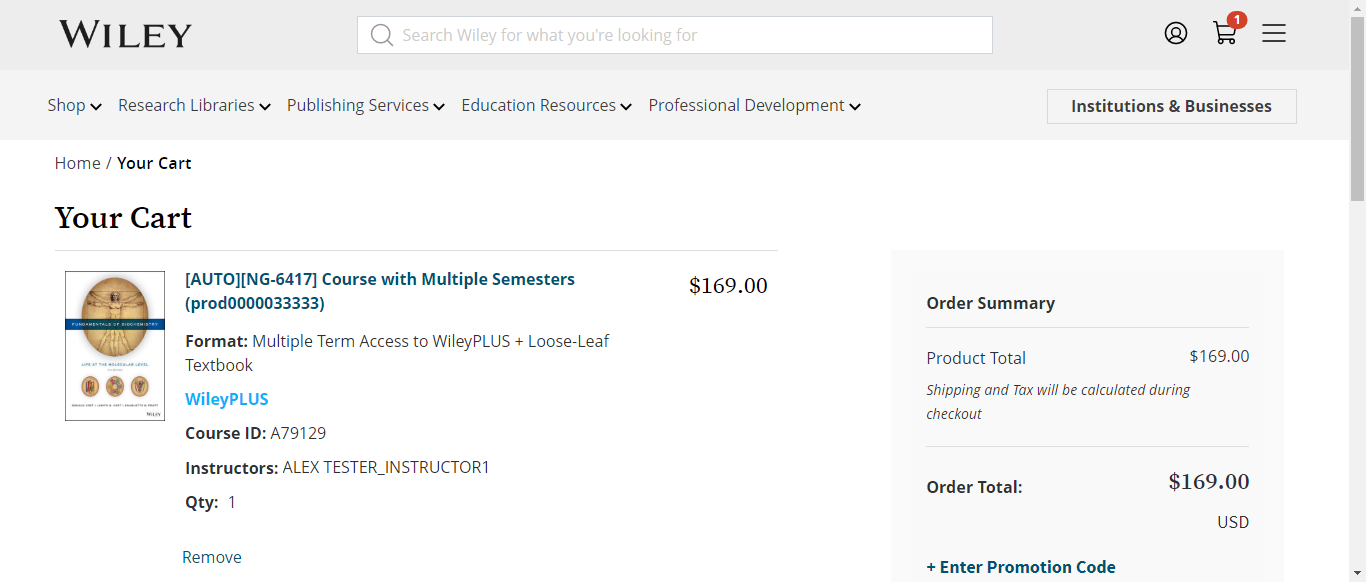 WILEY
Search Wiley for what you're looking for
1
Shop
Research Libraries
Publishing Services
Education Resources
Professional Development
Institutions & Businesses
Home / Your Cart
Your Cart
FUNDAMENTALS OF BIOCHEMISTRY
LIFE AT THE MOLECULAR LEVEL
WILEY
[AUTO][NG-6417] Course with Multiple Semesters
(prod0000033333)
$169.00
Format: Multiple Term Access to WileyPLUS + Loose-Leaf
Textbook
WileyPLUS
Course ID: A79129
Instructors: ALEX TESTER_INSTRUCTOR1
Qty: 1
Remove
Order Summary
Product Total $169.00
Shipping and Tax will be calculated during
checkout
Order Total: $169.00
USD
+ Enter Promotion Code